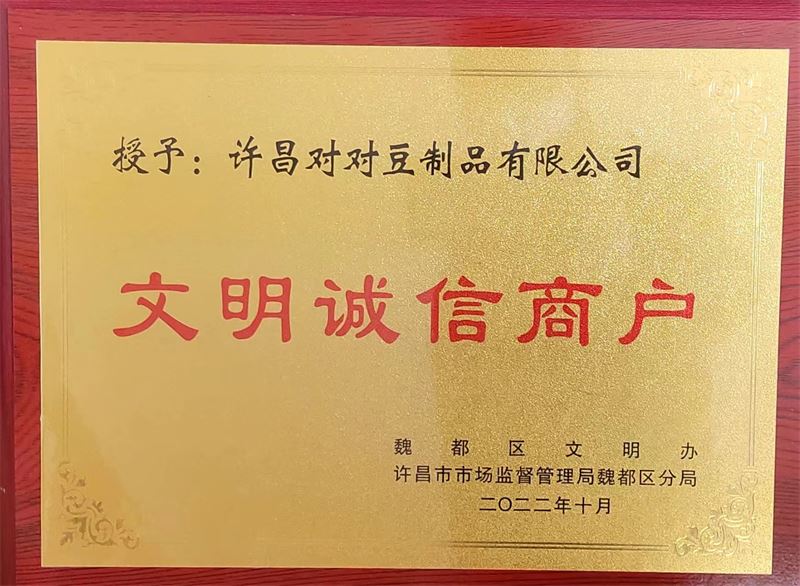 授予：许昌对对豆制品有限公司
文明诚信商户
魏都区文明办
许昌市市场监督管理局魏都区分局
二〇二二年十月